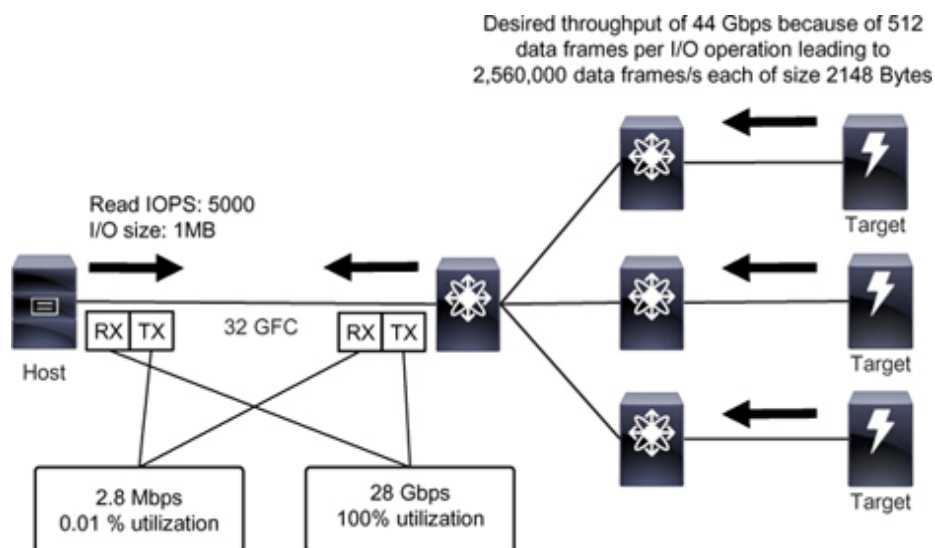 Desired throughput of 44 Gbps because of 512
data frames per I/O operation leading to
2,560,000 data frames/s each of size 2148 Bytes
Read IOPS: 5000
I/O size: 1MB
Target
RX TX
32 GFC
RX TX
Host
Target
2.8 Mbps
0.01 % utilization
28 Gbps
100% utilization
Target